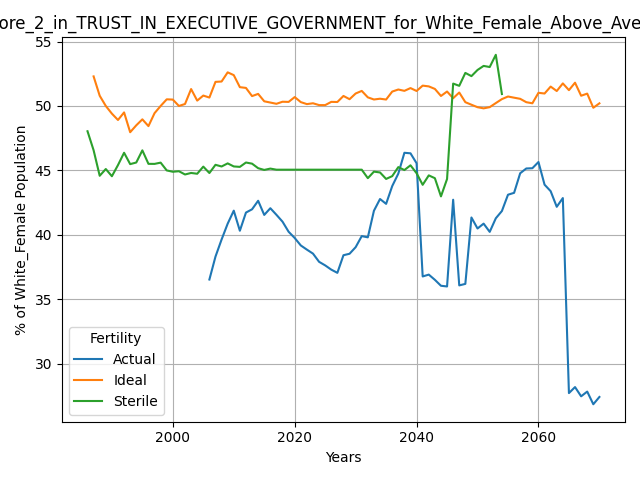 ore_2_in_TRUST_IN_EXECUTIVE_GOVERNMENT_for_White_Female_Above_Ave
% of White_Female Population
55
50
45
40
35
30
Fertility
Actual
Ideal
Sterile
2000
2020
2040
2060
Years